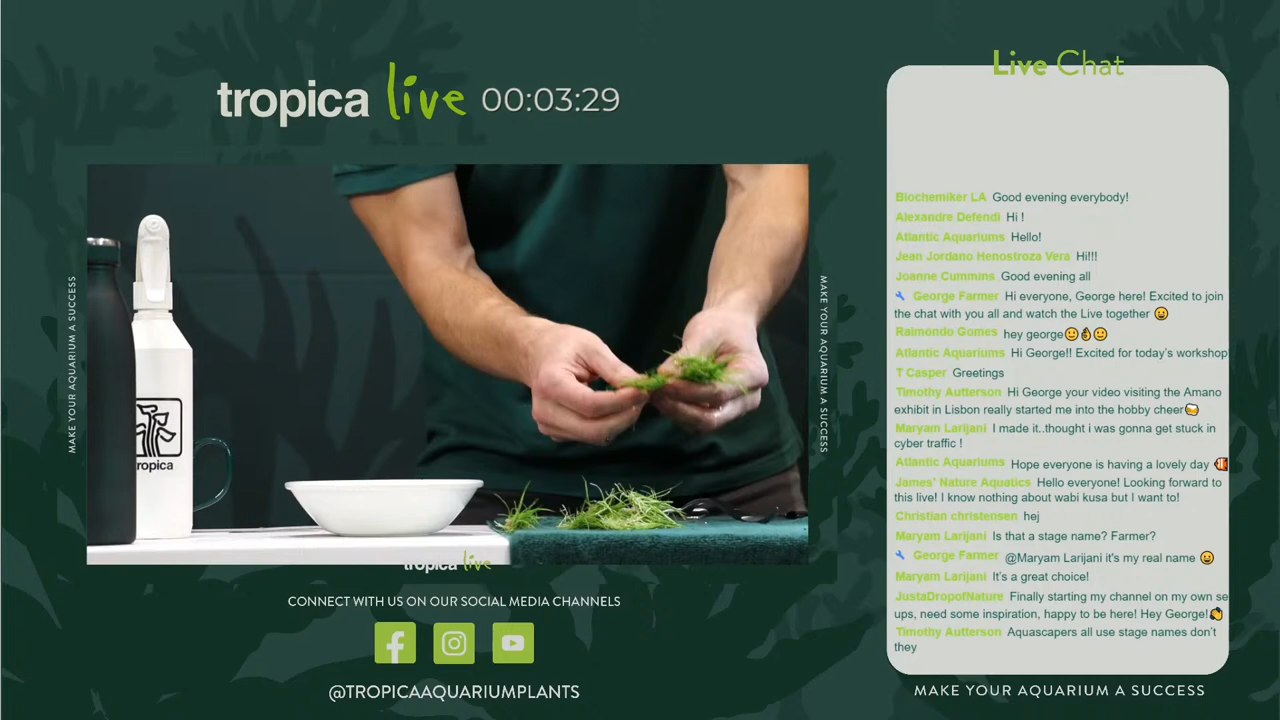 tropica live 00:03:29
MAKE YOUR AQUARIUM A SUCCESS
tropica
MAKE YOUR AQUARIUM A SUCCESS
tropica live
CONNECT WITH US ON OUR SOCIAL MEDIA CHANNELS
@TROPICAAQUARIUMPLANTS
Live Chat
Biochemiker LA Good evening everybody!
Alexandre Defendi Hi !
Atlantic Aquariums Hello!
Jean Jordano Henostroza Vera Hi!!!
Joanne Cummins Good evening all
George Farmer Hi everyone, George here! Excited to join
the chat with you all and watch the Live together 😀
Raimondo Gomes hey george🙂👌🙂
Atlantic Aquariums Hi George!! Excited for today's workshop
T Casper Greetings
Timothy Autterson Hi George your video visiting the Amano
exhibit in Lisbon really started me into the hobby cheer🍻
Maryam Larijani I made it..thought i was gonna get stuck in
cyber traffic !
Atlantic Aquariums Hope everyone is having a lovely day 🐠
James' Nature Aquatics Hello everyone! Looking forward to
this live! I know nothing about wabi kusa but I want to!
Christian christensen hej
Maryam Larijani Is that a stage name? Farmer?
George Farmer @Maryam Larijani it's my real name 😀
Maryam Larijani It's a great choice!
JustaDropofNature Finally starting my channel on my own se
ups, need some inspiration, happy to be here! Hey George!👏
Timothy Autterson Aquascapers all use stage names don't
they
MAKE YOUR AQUARIUM A SUCCESS